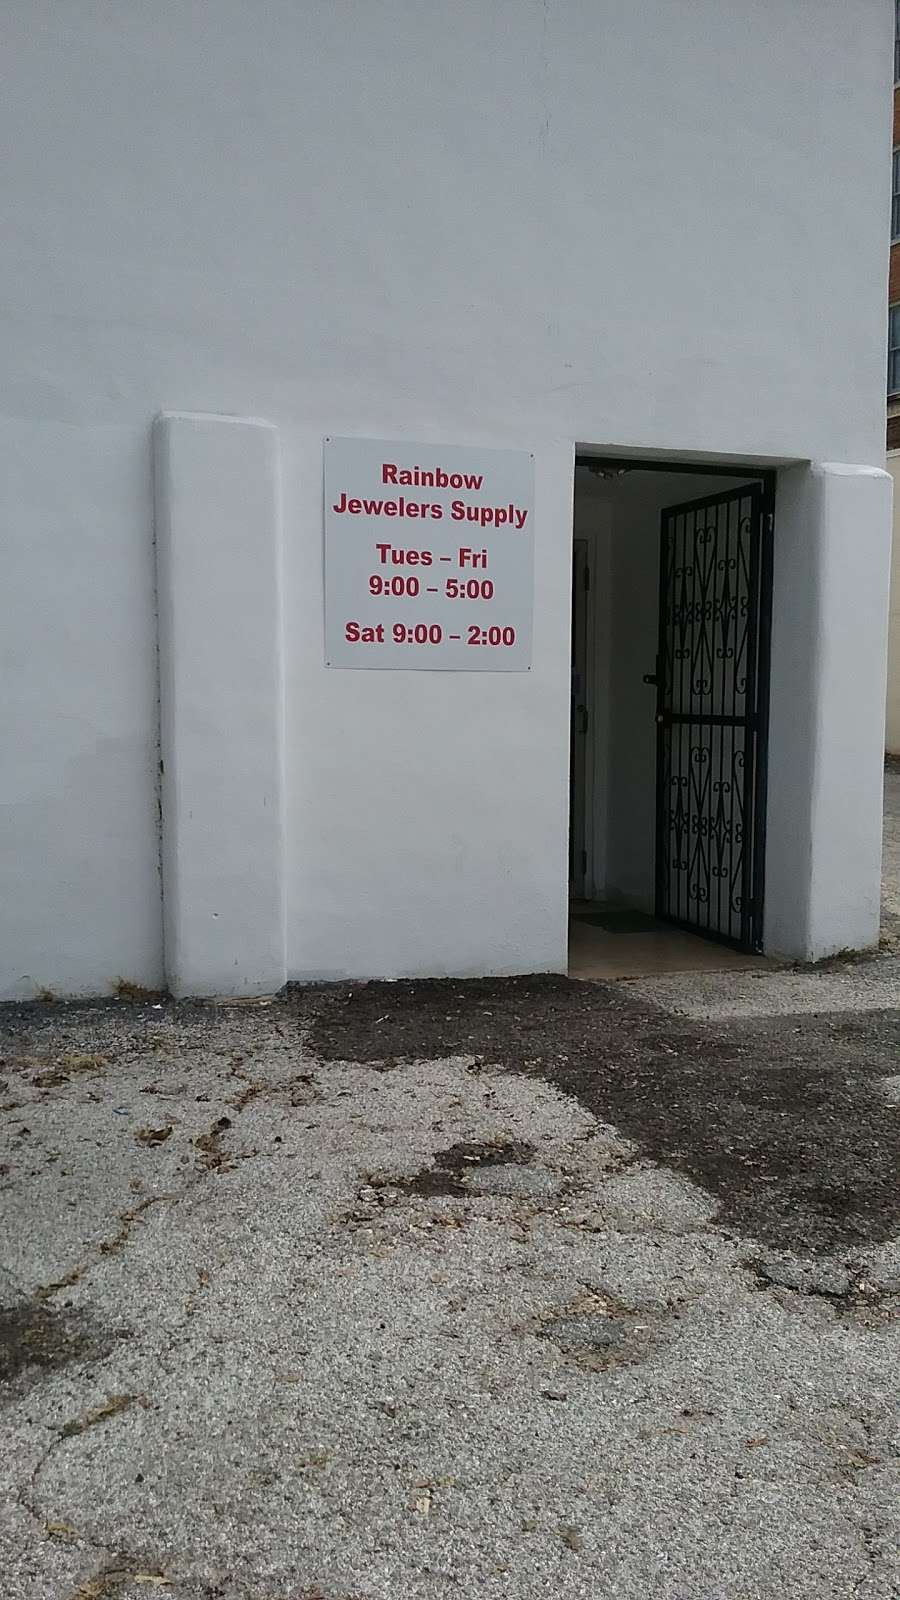 Rainbow
Jewelers Supply
Tues – Fri
9:00 – 5:00
Sat 9:00 – 2:00